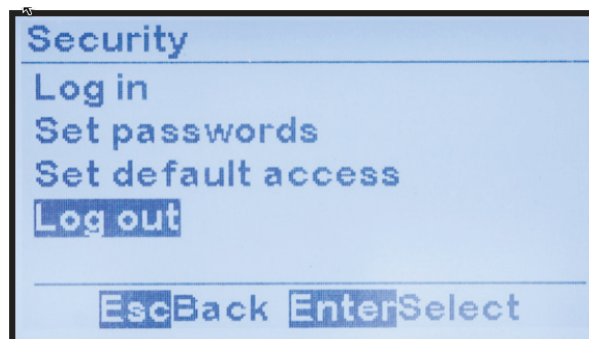 Security
Log in
Set passwords
Set default access
Log out
EscBack EnterSelect